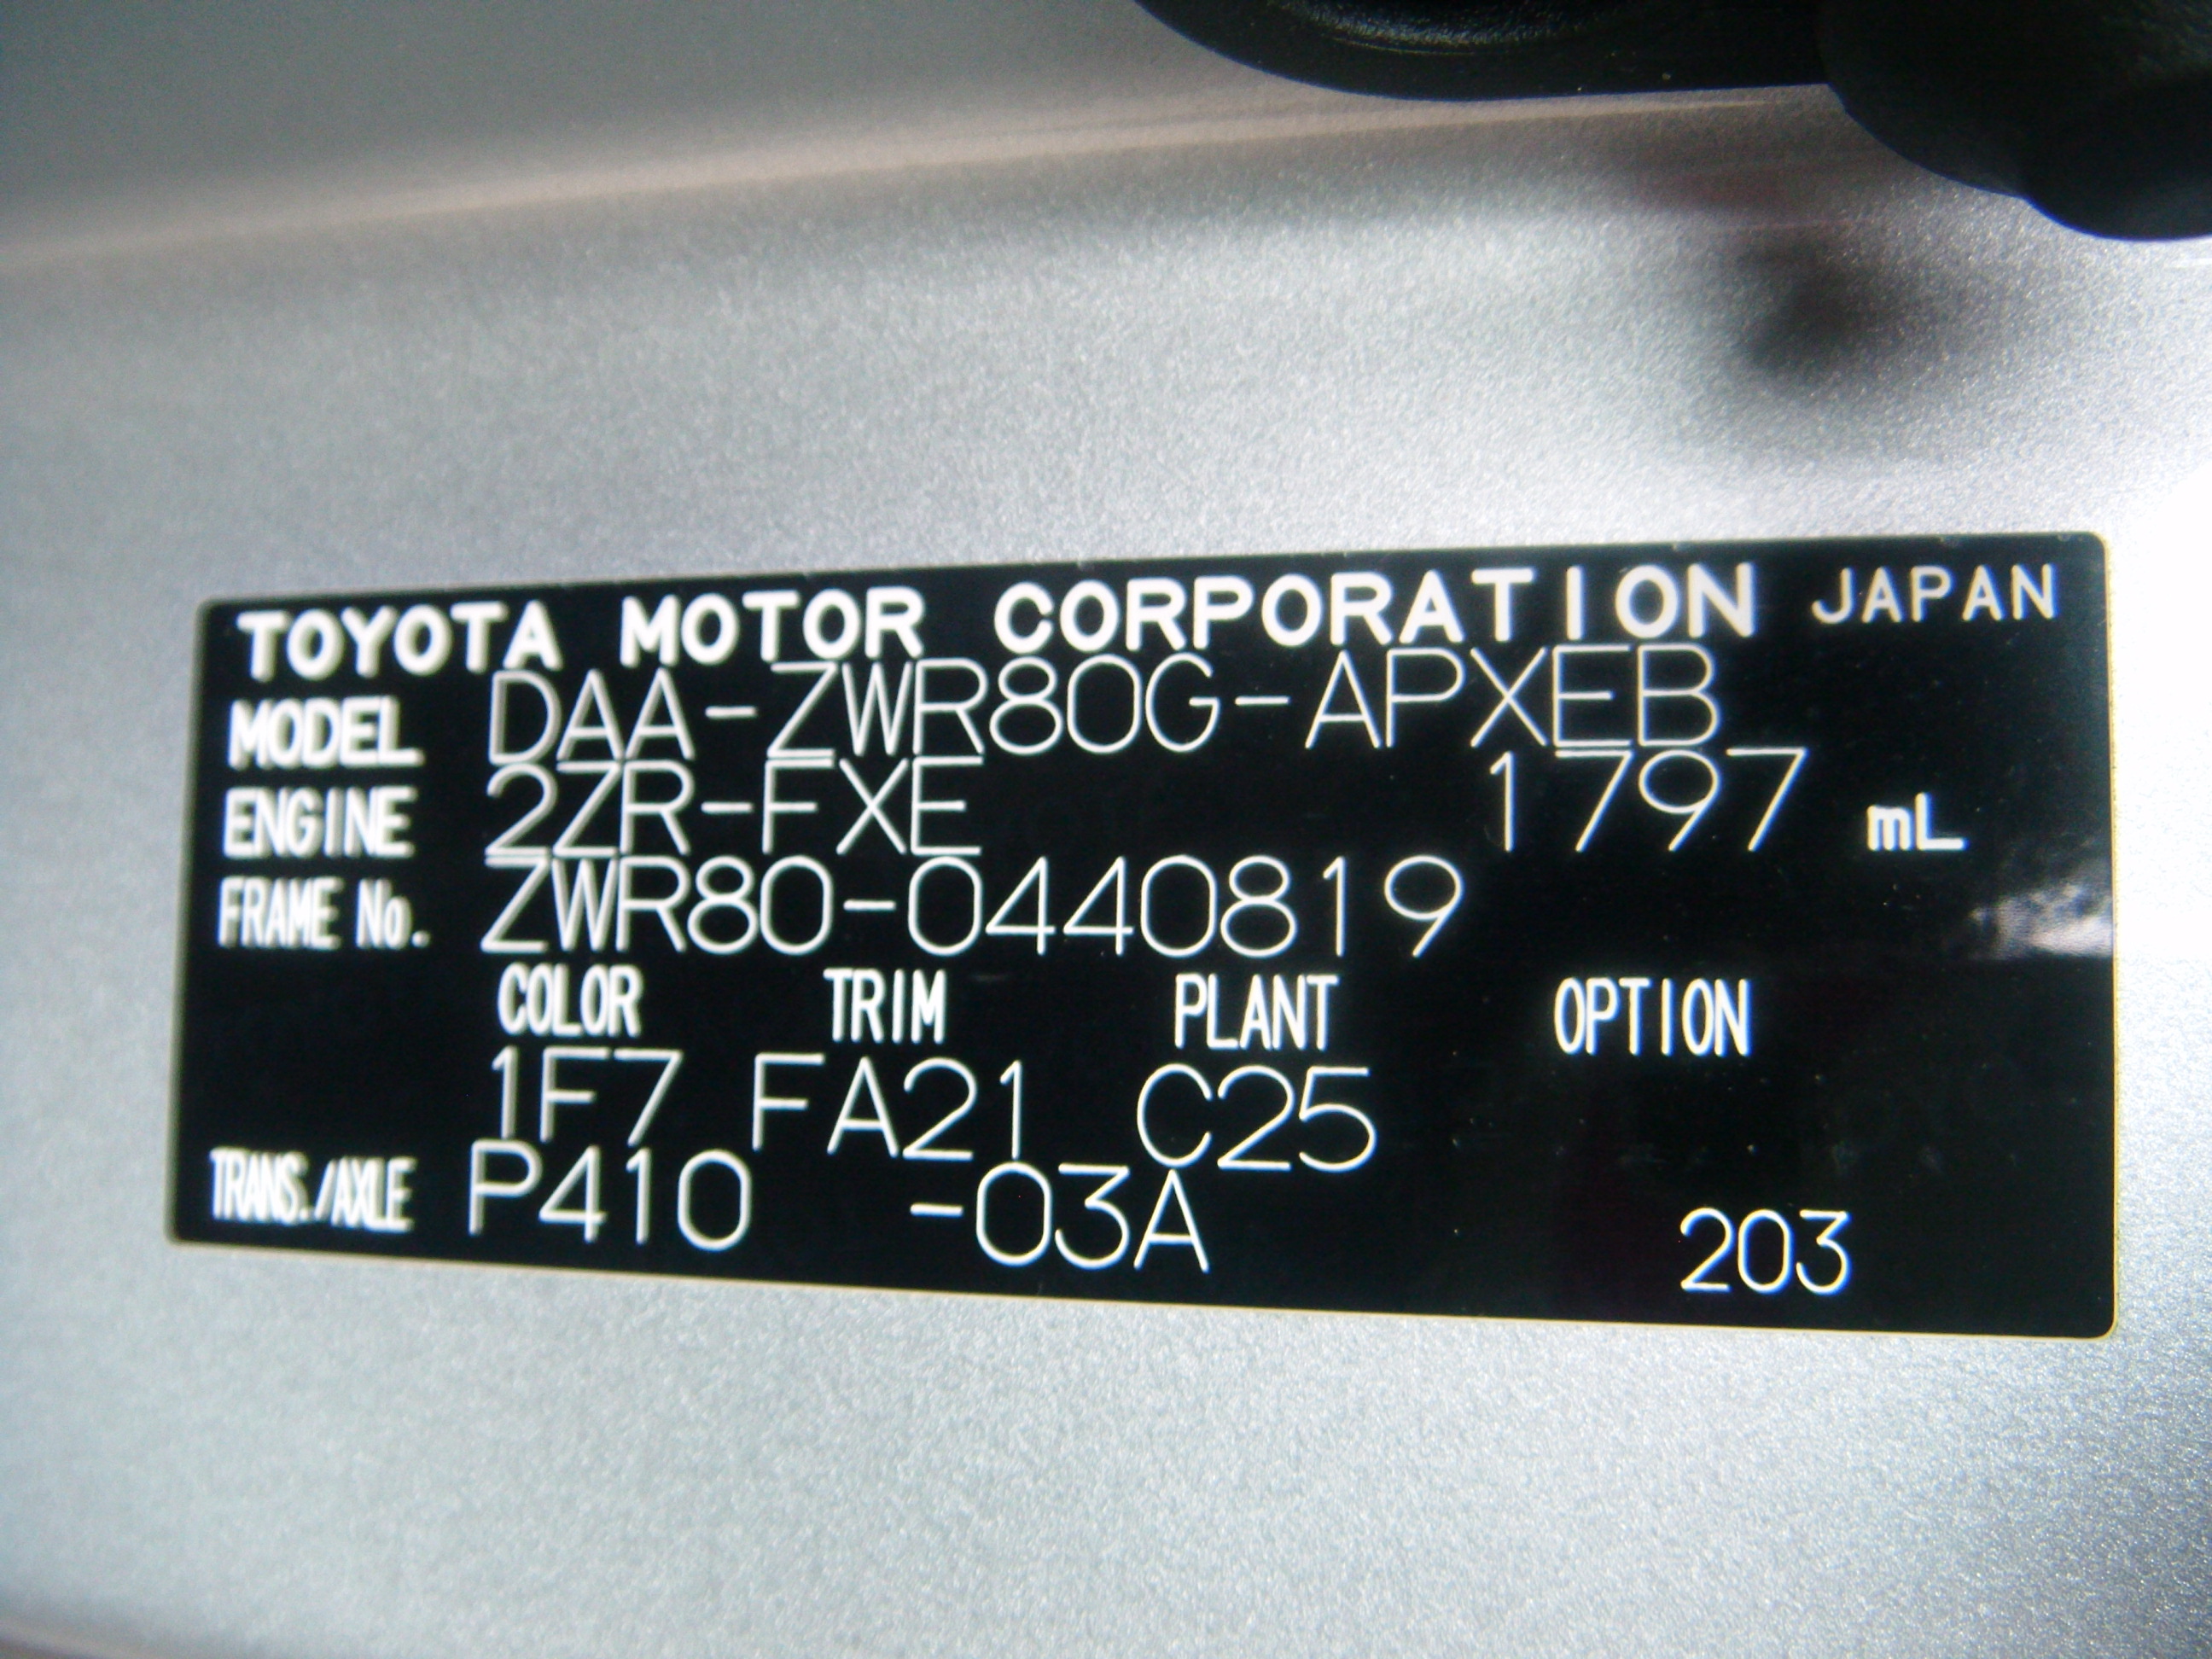 TOYOTA MOTOR CORPORATION JAPAN
MODEL DAA-ZWR80G-APXEB
ENGINE 2ZR-FXE 1797 mL
FRAME No. ZWR80-0440819
COLOR TRIM PLANT OPTION
1F7 FA21 C25
TRANS./AXLE P410 -03A 203